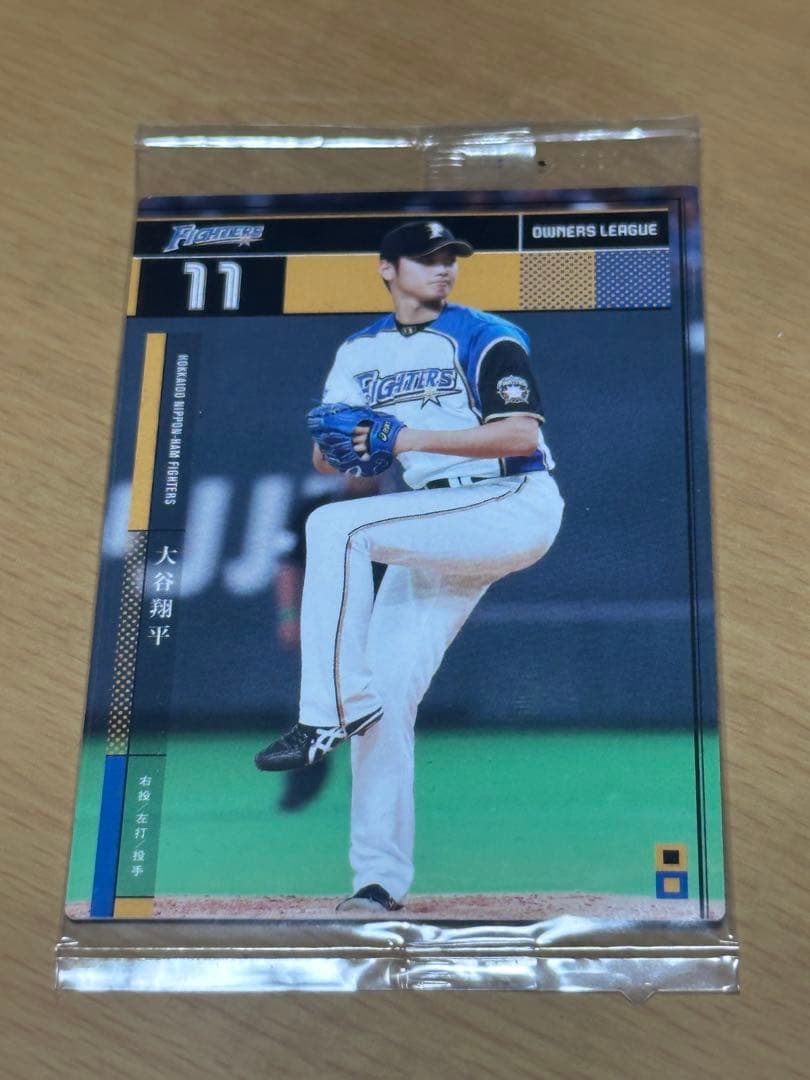 FIGHTERS
OWNERS LEAGUE
11
HOKKAIDO NIPPON-HAM FIGHTERS
FIGHTERS
asics
大谷翔平
右投/左打/投手